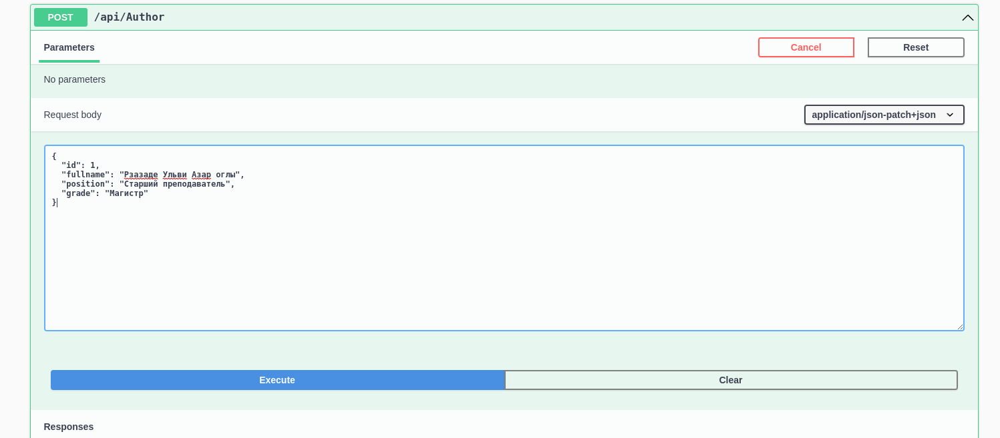 POST /api/Author
Parameters Cancel Reset
No parameters
Request body application/json-patch+json
{
"id": 1,
"fullname": "Рзазаде Ульви Азар оглы",
"position": "Старший преподаватель",
"grade": "Магистр"
}
Execute Clear
Responses